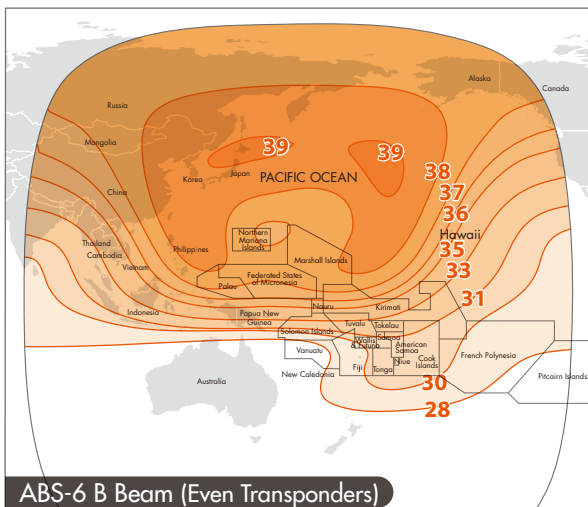 Alaska
Canada
Russia
Mongolia
39
39
Japan
Korea
PACIFIC OCEAN
38
37
China
36
Hawaii
Northern
Mariana
Islands
35
Thailand
Philippines
Cambodia
Marshall Islands
33
Vietnam
Federated States
of Micronesia
Palau
31
Indonesia
Nauru
Kirimati
Papua New
Guinea
Tuvalu
Tokelau
Solomon Islands
Samoa
Wallis
& Futuna
American
Samoa
Vanuatu
Cook
Islands
French Polynesia
Niue
Fiji
Tonga
New Caledonia
Pitcairn Islands
Australia
30
28
ABS-6 B Beam (Even Transponders)